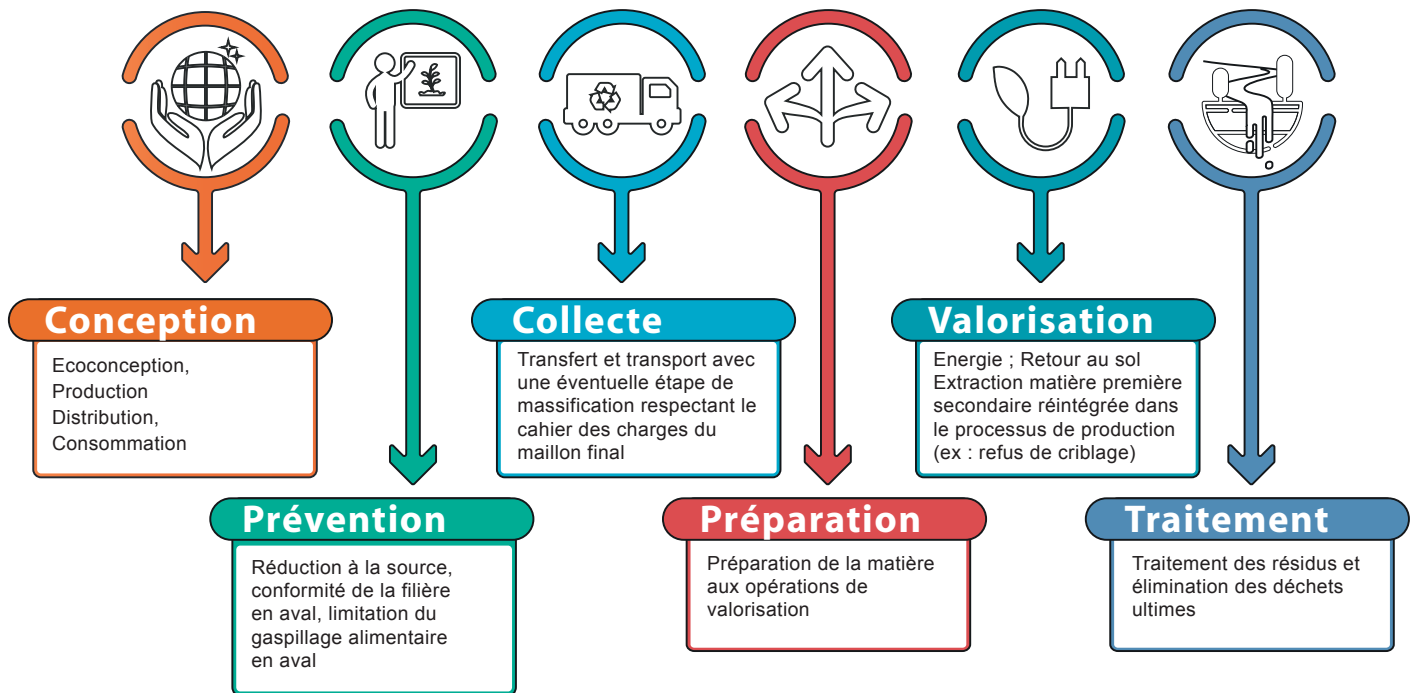 Conception
Ecoconception,
Production
Distribution,
Consommation
Prévention
Réduction à la source,
conformité de la filière
en aval, limitation du
gaspillage alimentaire
en aval
Collecte
Transfert et transport avec
une éventuelle étape de
massification respectant le
cahier des charges du
maillon final
Préparation
Préparation de la matière
aux opérations de
valorisation
Valorisation
Energie ; Retour au sol
Extraction matière première
secondaire réintégrée dans
le processus de production
(ex : refus de criblage)
Traitement
Traitement des résidus et
élimination des déchets
ultimes